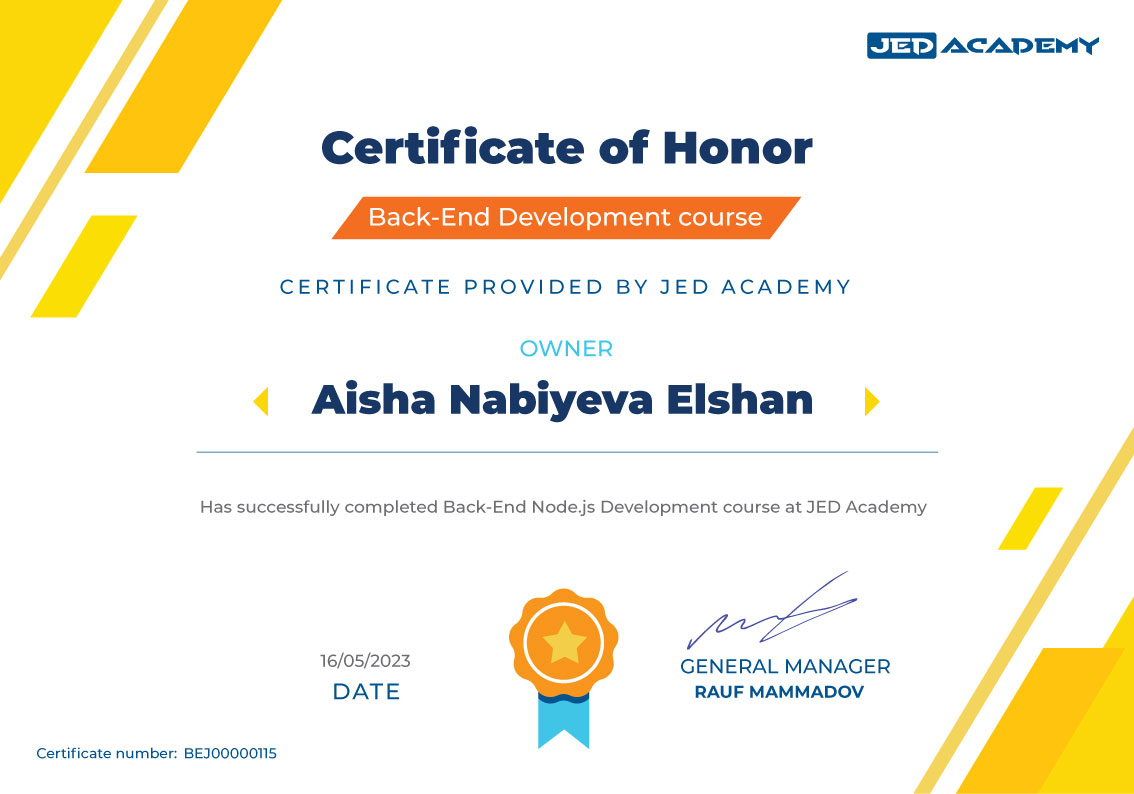 JED ACADEMY
Certificate of Honor
Back-End Development course
CERTIFICATE PROVIDED BY JED ACADEMY
OWNER
Aisha Nabiyeva Elshan
Has successfully completed Back-End Node.js Development course at JED Academy
16/05/2023
DATE
GENERAL MANAGER
RAUF MAMMADOV
Certificate number: BEJ00000115